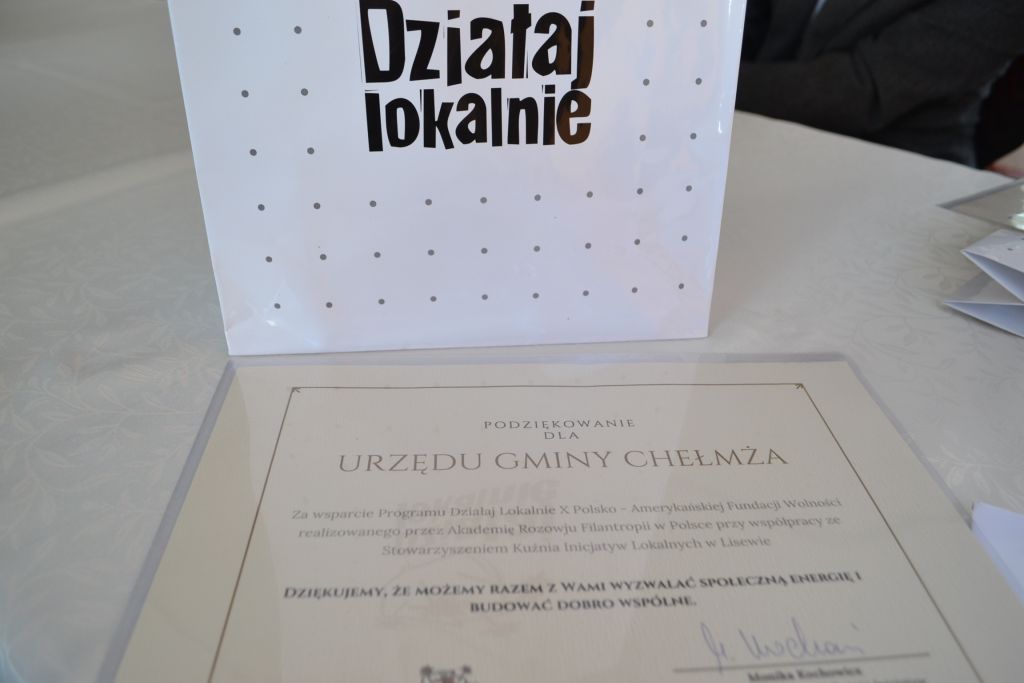 Działaj
lokalnie
PODZIĘKOWANIE
DLA
URZĘDU GMINY CHEŁMŻA
Za wsparcie Programu Działaj Lokalnie X Polsko - Amerykańskiej Fundacji Wolności
realizowanego przez Akademię Rozowju Filantropii w Polsce przy współpracy ze
Stowarzyszeniem Kuźnia Inicjatyw Lokalnych w Lisewie
DZIĘKUJEMY, ŻE MOŻEMY RAZEM Z WAMI WYZWALAĆ SPOŁECZNĄ ENERGIĘ I
BUDOWAĆ DOBRO WSPÓLNE.
Monika